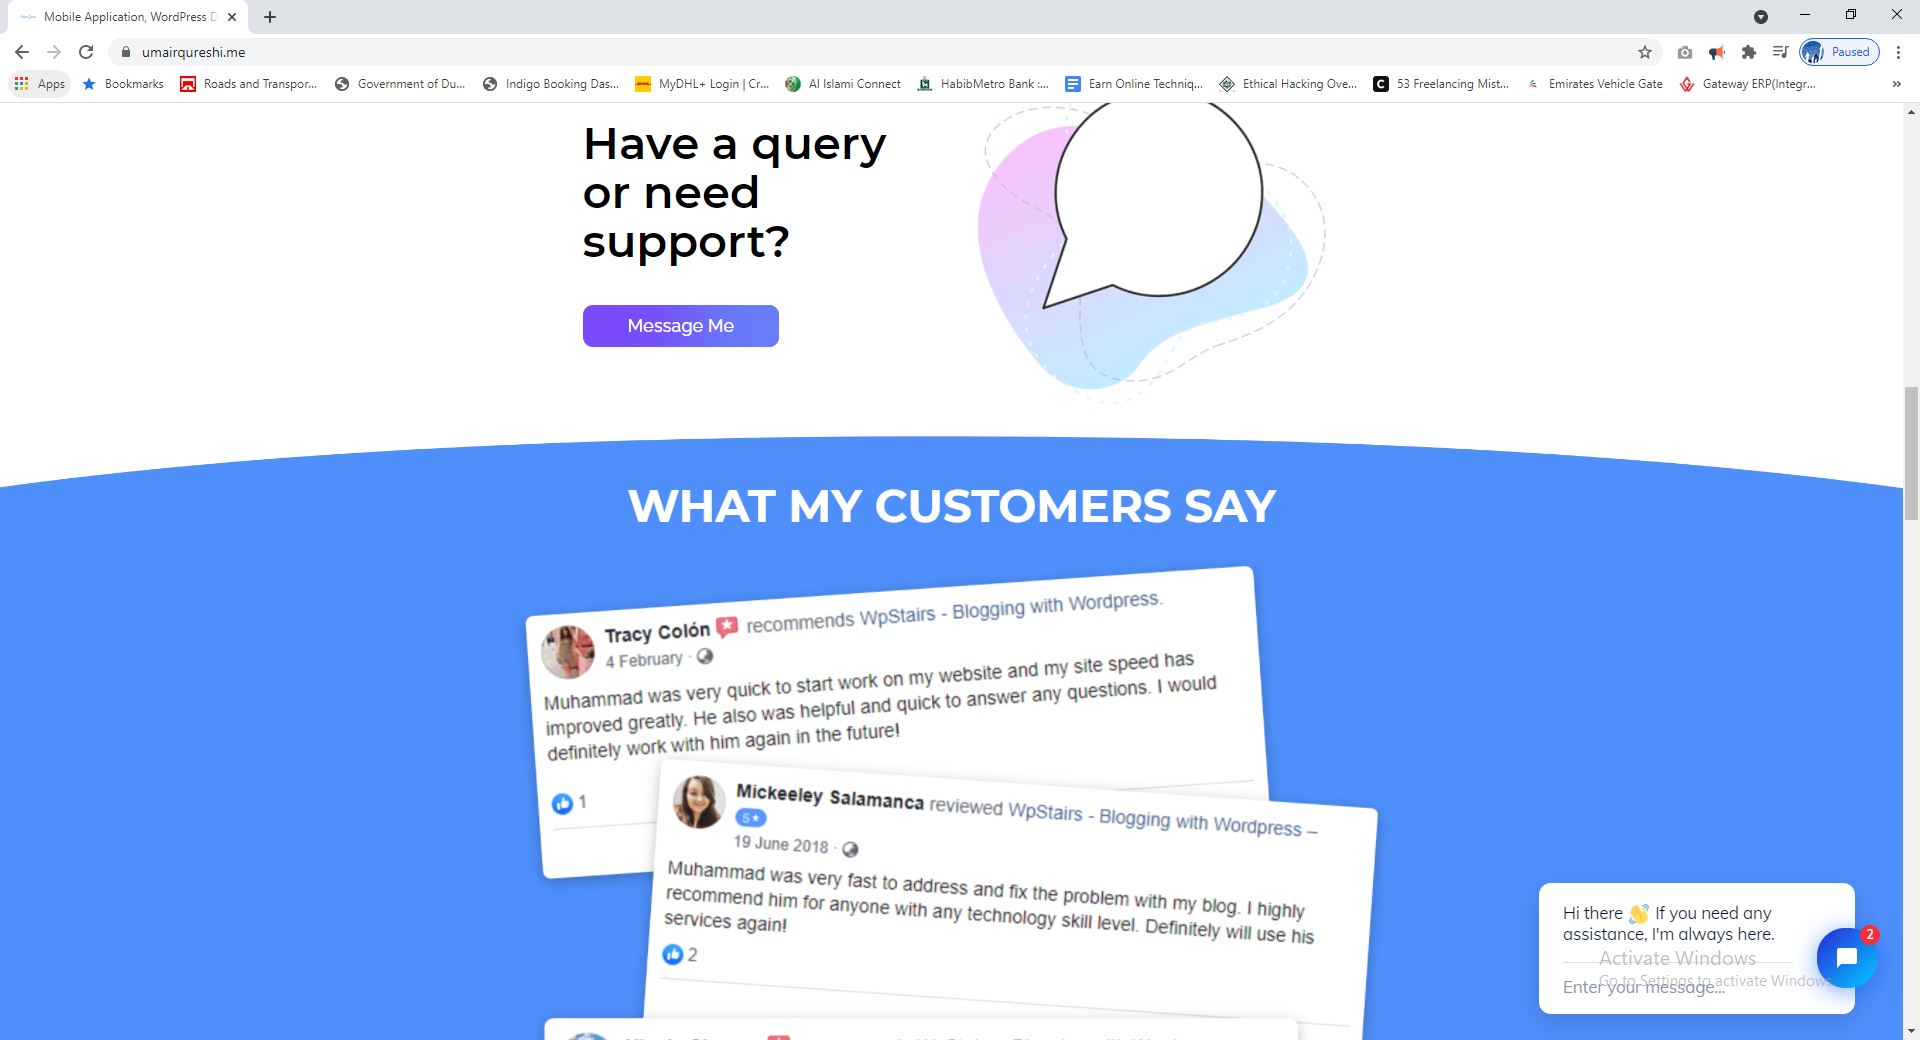 Mobile Application, WordPress D
umairqureshi.me
Paused
Apps
Bookmarks
Roads and Transpor...
Government of Du...
Indigo Booking Das...
MyDHL+ Login | Cr...
Al Islami Connect
HabibMetro Bank :...
Earn Online Techniq...
Ethical Hacking Ove...
53 Freelancing Mist...
Emirates Vehicle Gate
Gateway ERP(Integr...
»
Have a query
or need
support?
Message Me
WHAT MY CUSTOMERS SAY
Tracy Colón recommends WpStairs - Blogging with Wordpress.
4 February ·
Muhammad was very quick to start work on my website and my site speed has
improved greatly. He also was helpful and quick to answer any questions. I would
definitely work with him again in the future!
1
Mickeeley Salamanca reviewed WpStairs - Blogging with Wordpress –
5★
19 June 2018 ·
Muhammad was very fast to address and fix the problem with my blog. I highly
recommend him for anyone with any technology skill level. Definitely will use his
services again!
2
Hi there 👋 If you need any
assistance, I'm always here.
2
Activate Windows
Go to Settings to activate Windows.
Enter your message...